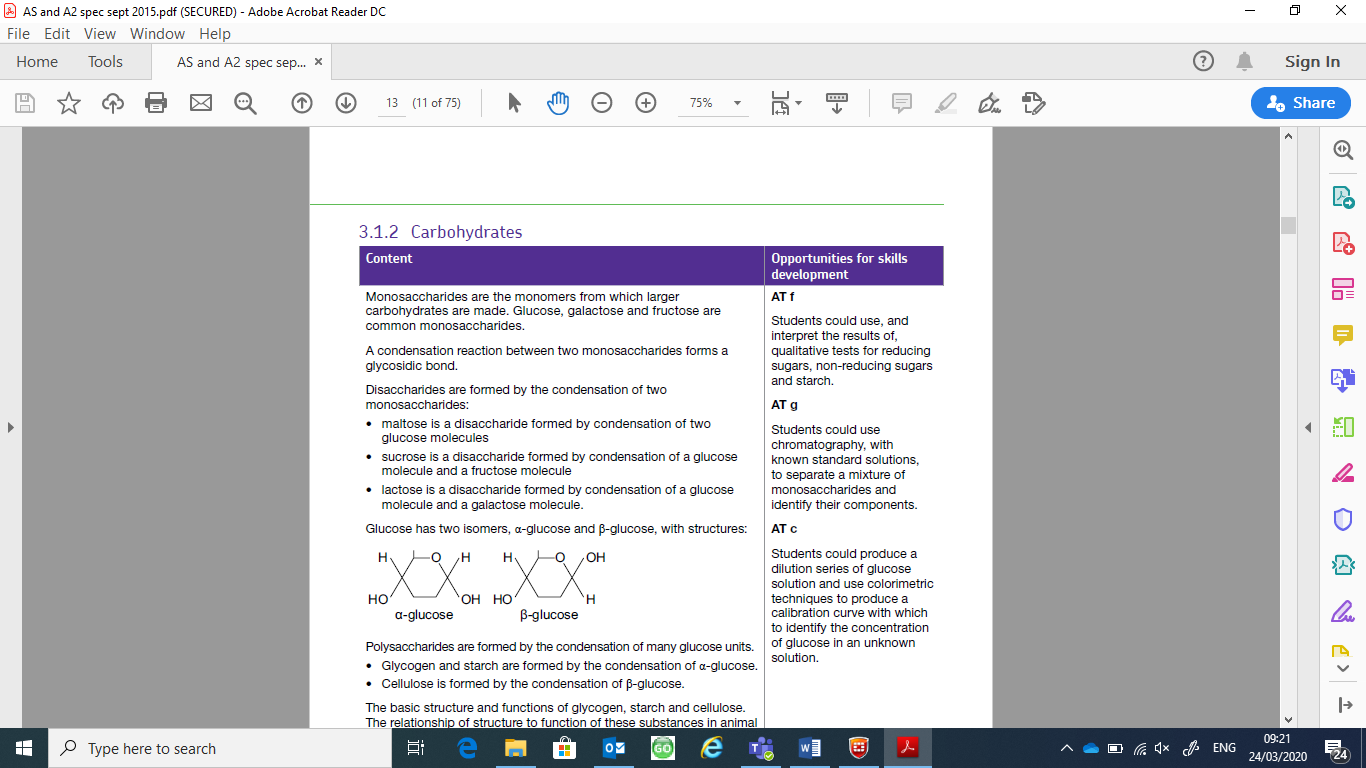 AS and A2 spec sept 2015.pdf (SECURED) - Adobe Acrobat Reader DC
File Edit View Window Help
Home Tools AS and A2 spec sep... × Sign In
13 (11 of 75) 75% Share
3.1.2 Carbohydrates
Content
Monosaccharides are the monomers from which larger
carbohydrates are made. Glucose, galactose and fructose are
common monosaccharides.
A condensation reaction between two monosaccharides forms a
glycosidic bond.
Disaccharides are formed by the condensation of two
monosaccharides:
• maltose is a disaccharide formed by condensation of two
glucose molecules
• sucrose is a disaccharide formed by condensation of a glucose
molecule and a fructose molecule
• lactose is a disaccharide formed by condensation of a glucose
molecule and a galactose molecule.
Glucose has two isomers, α-glucose and β-glucose, with structures:
H O H H O OH
HO OH HO H
α-glucose β-glucose
Polysaccharides are formed by the condensation of many glucose units.
• Glycogen and starch are formed by the condensation of α-glucose.
• Cellulose is formed by the condensation of β-glucose.
The basic structure and functions of glycogen, starch and cellulose.
The relationship of structure to function of these substances in animal
Opportunities for skills
development
AT f
Students could use, and
interpret the results of,
qualitative tests for reducing
sugars, non-reducing sugars
and starch.
AT g
Students could use
chromatography, with
known standard solutions,
to separate a mixture of
monosaccharides and
identify their components.
AT c
Students could produce a
dilution series of glucose
solution and use colorimetric
techniques to produce a
calibration curve with which
to identify the concentration
of glucose in an unknown
solution.
Type here to search
GO
ENG
09:21
24/03/2020
24